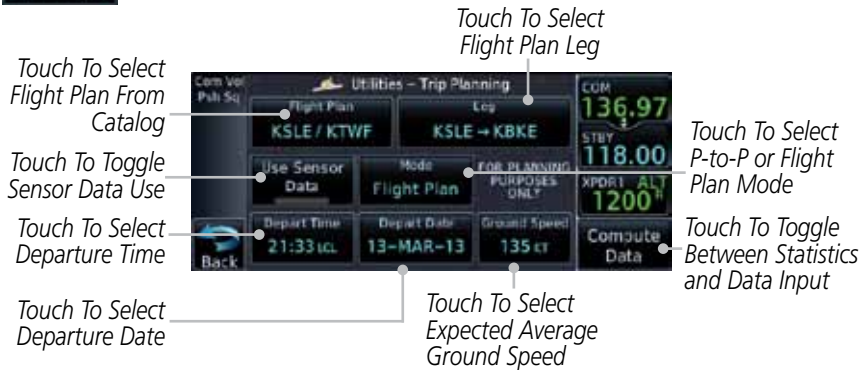 Touch To Select
Flight Plan Leg
Touch To Select
Flight Plan From
Catalog
Com Vol
Psh Sq
Utilities – Trip Planning
Flight Plan
KSLE / KTWF
Leg
KSLE → KBKE
COM
136.97
STBY
118.00
XPDR1 ALT
1200 R
Touch To Select
P-to-P or Flight
Plan Mode
Touch To Toggle
Sensor Data Use
Use Sensor
Data
Mode
Flight Plan
FOR PLANNING
PURPOSES
ONLY
Touch To Select
Departure Time
Back
Depart Time
21:33 LCL
Depart Date
13-MAR-13
Ground Speed
135 KT
Compute
Data
Touch To Toggle
Between Statistics
and Data Input
Touch To Select
Departure Date
Touch To Select
Expected Average
Ground Speed